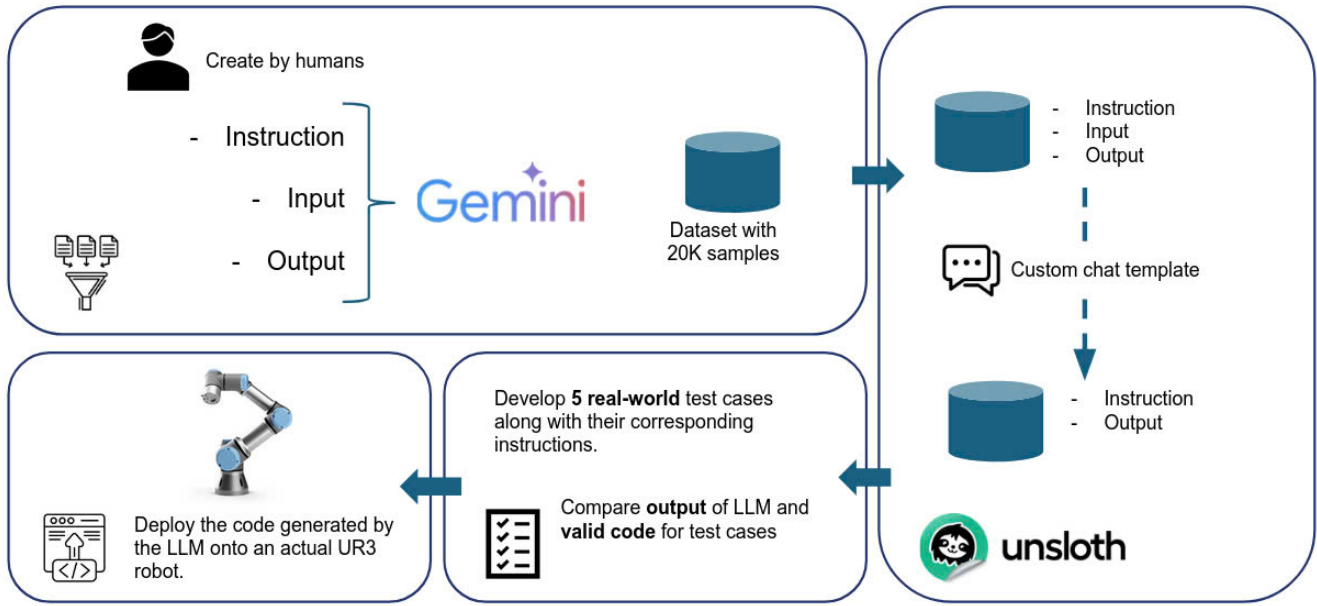 Create by humans
- Instruction
- Input
- Output
Gemini
Dataset with
20K samples
- Instruction
- Input
- Output
Custom chat template
- Instruction
- Output
unsloth
Develop 5 real-world test cases
along with their corresponding
instructions.
Compare output of LLM and
valid code for test cases
Deploy the code generated by
the LLM onto an actual UR3
robot.